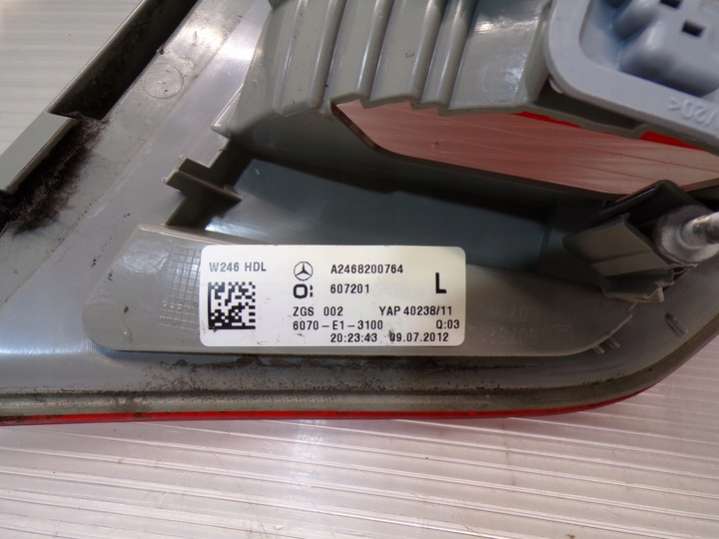 W246 HDL A2468200764
607201 L
ZGS 002 YAP 40238/11
6070-E1-3100 Q:03
20:23:43 09.07.2012